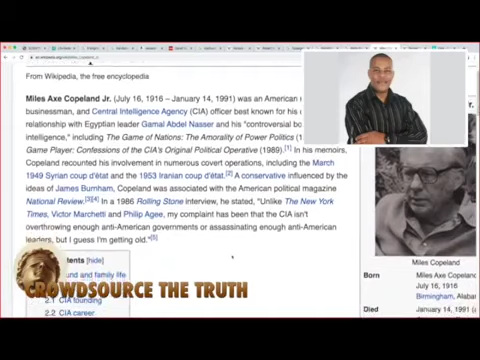 From Wikipedia, the free encyclopedia
Miles Axe Copeland Jr. (July 16, 1916 – January 14, 1991) was an American
businessman, and Central Intelligence Agency (CIA) officer best known for his
relationship with Egyptian leader Gamal Abdel Nasser and his "controversial
intelligence," including The Game of Nations: The Amorality of Power Politics (1
Game Player: Confessions of the CIA's Original Political Operative (1989).[1] In his memoirs,
Copeland recounted his involvement in numerous covert operations, including the March
1949 Syrian coup d'état and the 1953 Iranian coup d'état.[2] A conservative influenced by the
ideas of James Burnham, Copeland was associated with the American political magazine
National Review.[3][4] In a 1986 Rolling Stone interview, he stated, "Unlike The New York
Times, Victor Marchetti and Philip Agee, my complaint has been that the CIA isn't
overthrowing enough anti-American governments or assassinating enough anti-American
leaders, but I guess I'm getting old."[5]
Miles Copeland
Born Miles Axe Copeland
July 16, 1916
Birmingham, Alabam
Died January 14, 1991 (
ntents [hide]
und and family life
CROWDSOURCE THE TRUTH
2.1 CIA founding
2.2 CIA career